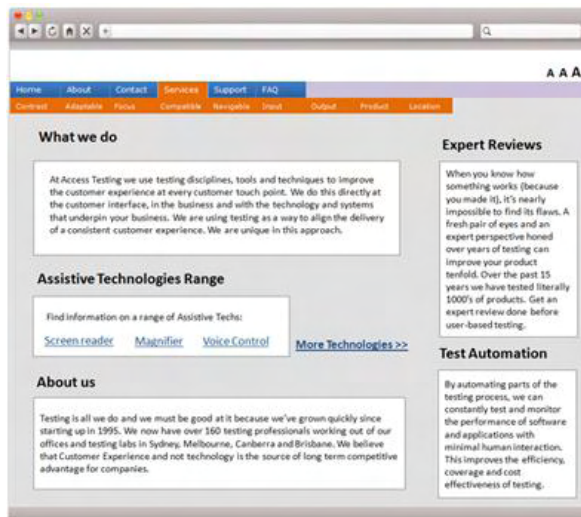 A A A
Home About Contact Services Support FAQ
Contrast Adaptable Focus Compatible Navigable Input Output Product Location
What we do
At Access Testing we use testing disciplines, tools and techniques to improve
the customer experience at every customer touch point. We do this directly at
the customer interface, in the business and with the technology and systems
that underpin your business. We are using testing as a way to align the delivery
of a consistent customer experience. We are unique in this approach.
Assistive Technologies Range
Find information on a range of Assistive Techs:
Screen reader Magnifier Voice Control More Technologies >>
About us
Testing is all we do and we must be good at it because we've grown quickly since
starting up in 1995. We now have over 160 testing professionals working out of our
offices and testing labs in Sydney, Melbourne, Canberra and Brisbane. We believe
that Customer Experience and not technology is the source of long term competitive
advantage for companies.
Expert Reviews
When you know how
something works (because
you made it), it's nearly
impossible to find its flaws. A
fresh pair of eyes and an
expert perspective honed
over years of testing can
improve your product
tenfold. Over the past 15
years we have tested literally
1000's of products. Get an
expert review done before
user-based testing.
Test Automation
By automating parts of the
testing process, we can
constantly test and monitor
the performance of software
and applications with
minimal human interaction.
This improves the efficiency,
coverage and cost
effectiveness of testing.